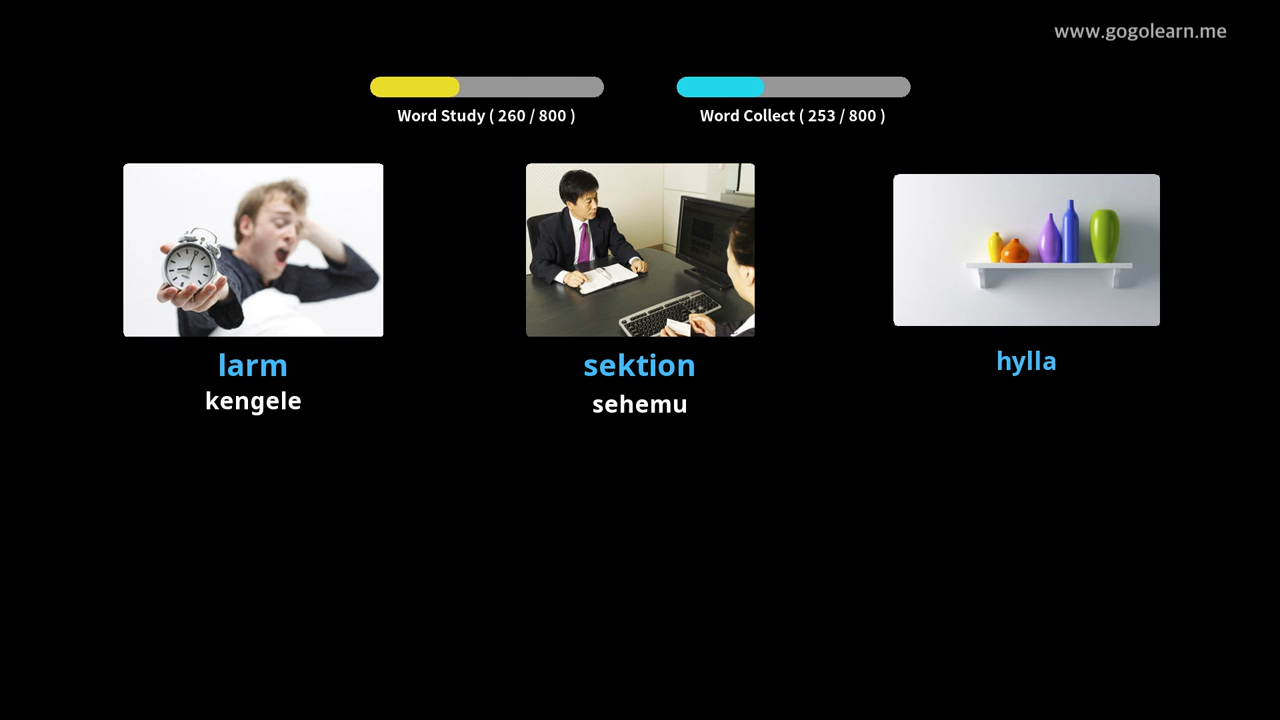 www.gogolearn.me
Word Study ( 260 / 800 )
Word Collect ( 253 / 800 )
larm
kengele
sektion
sehemu
hylla